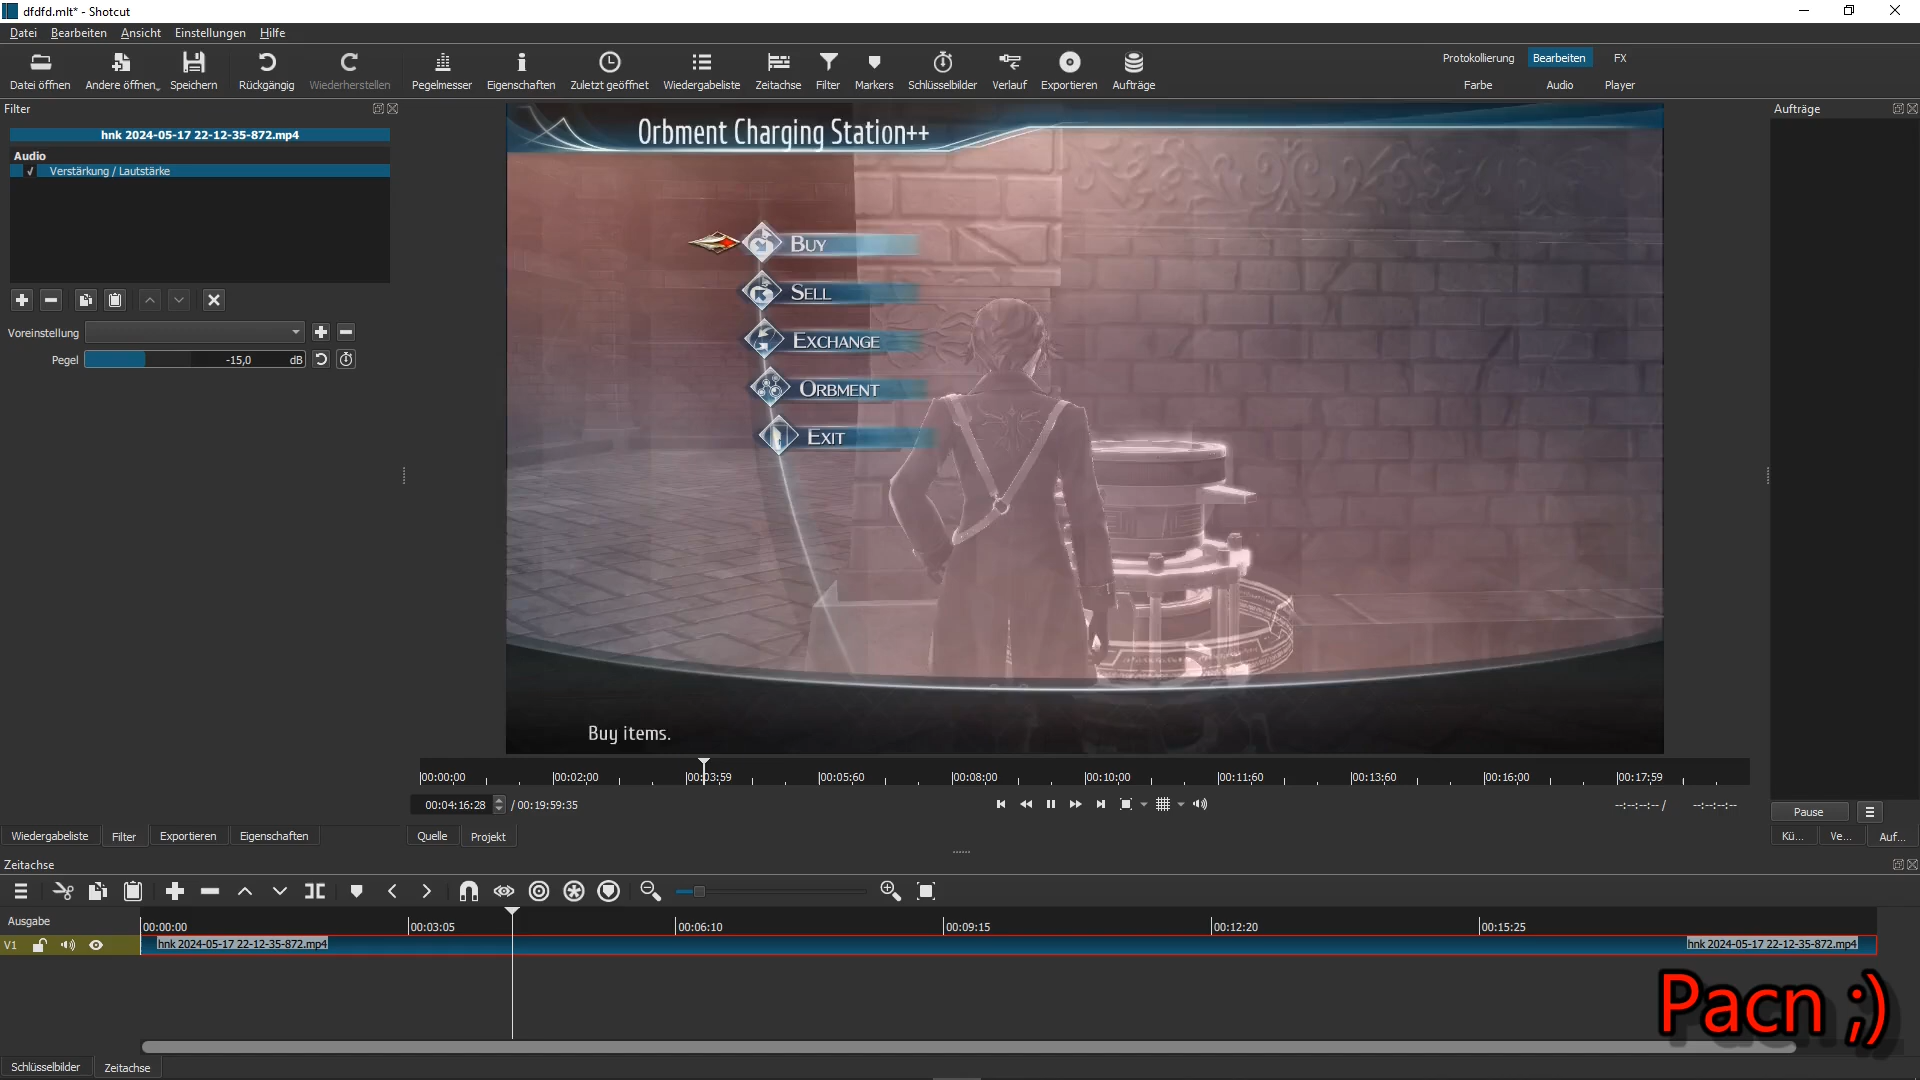 dfdfd.mlt* - Shotcut
Datei Bearbeiten Ansicht Einstellungen Hilfe
Datei öffnen Andere öffnen Speichern Rückgängig Wiederherstellen Pegelmesser Eigenschaften Zuletzt geöffnet Wiedergabeliste Zeitachse Filter Markers Schlüsselbilder Verlauf Exportieren Aufträge
Protokollierung Bearbeiten FX
Farbe Audio Player
Filter
hnk 2024-05-17 22-12-35-872.mp4
Audio
Verstärkung / Lautstärke
Voreinstellung
Pegel -15,0 dB
Orbment Charging Station++
BUY
SELL
EXCHANGE
ORBMENT
EXIT
Buy items.
Aufträge
00:00:00 00:02:00 00:03:59 00:05:60 00:08:00 00:10:00 00:11:60 00:13:60 00:16:00 00:17:59
00:04:16:28 / 00:19:59:35
--:--:--:-- / --:--:--:--
Pause
Wiedergabeliste Filter Exportieren Eigenschaften
Quelle Projekt
Kü... Ve... Auf...
Zeitachse
Ausgabe
00:00:00 00:03:05 00:06:10 00:09:15 00:12:20 00:15:25
V1
hnk 2024-05-17 22-12-35-872.mp4 hnk 2024-05-17 22-12-35-872.mp4
Pacn ;)
Schlüsselbilder Zeitachse